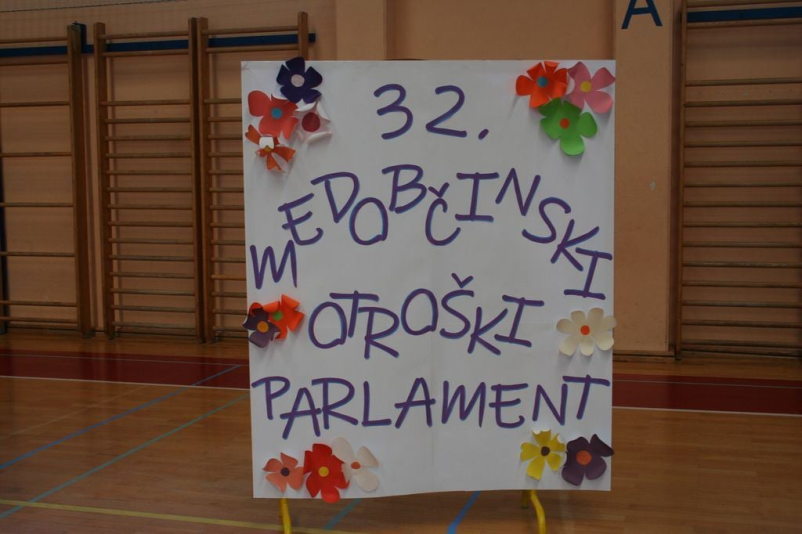 A
32.
MEDOBČINSKI
OTROŠKI
PARLAMENT